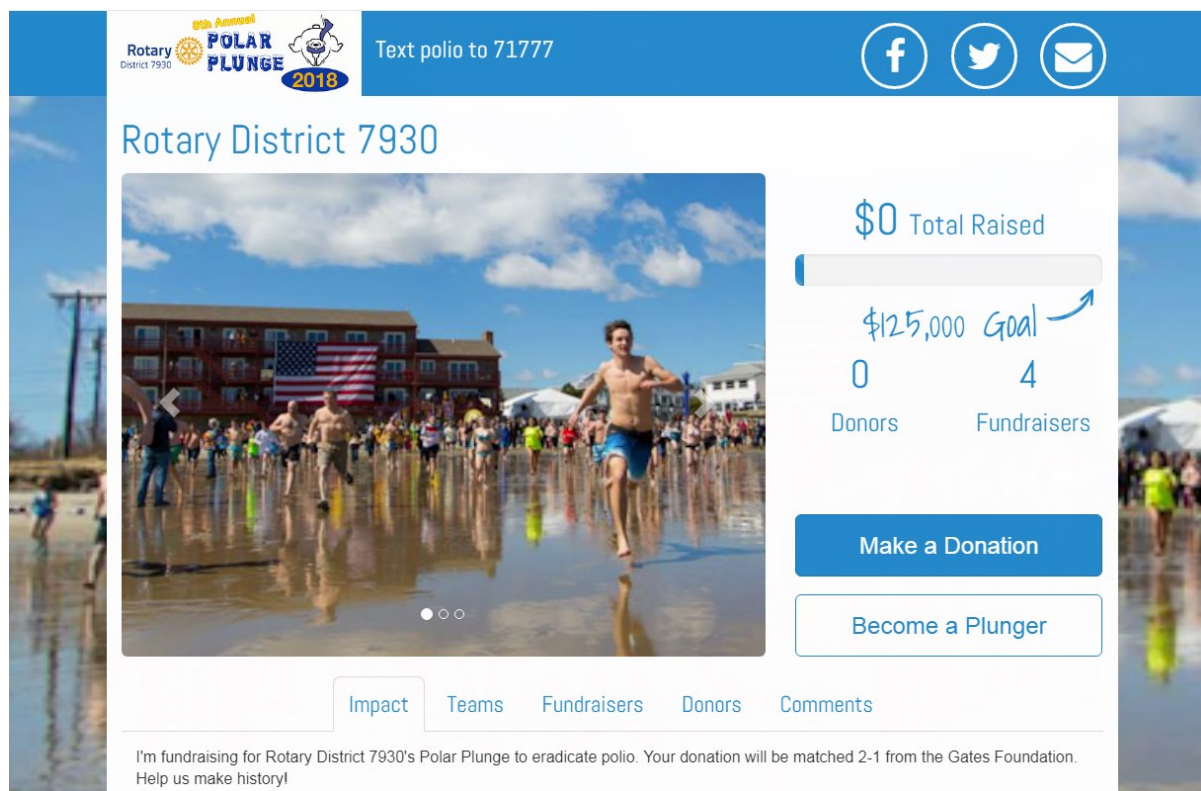 8th Annual
Rotary
District 7930
POLAR
PLUNGE
2018
Text polio to 71777
Rotary District 7930
$0 Total Raised
$125,000 Goal
0 4
Donors Fundraisers
Make a Donation
Become a Plunger
Impact Teams Fundraisers Donors Comments
I'm fundraising for Rotary District 7930's Polar Plunge to eradicate polio. Your donation will be matched 2-1 from the Gates Foundation.
Help us make history!